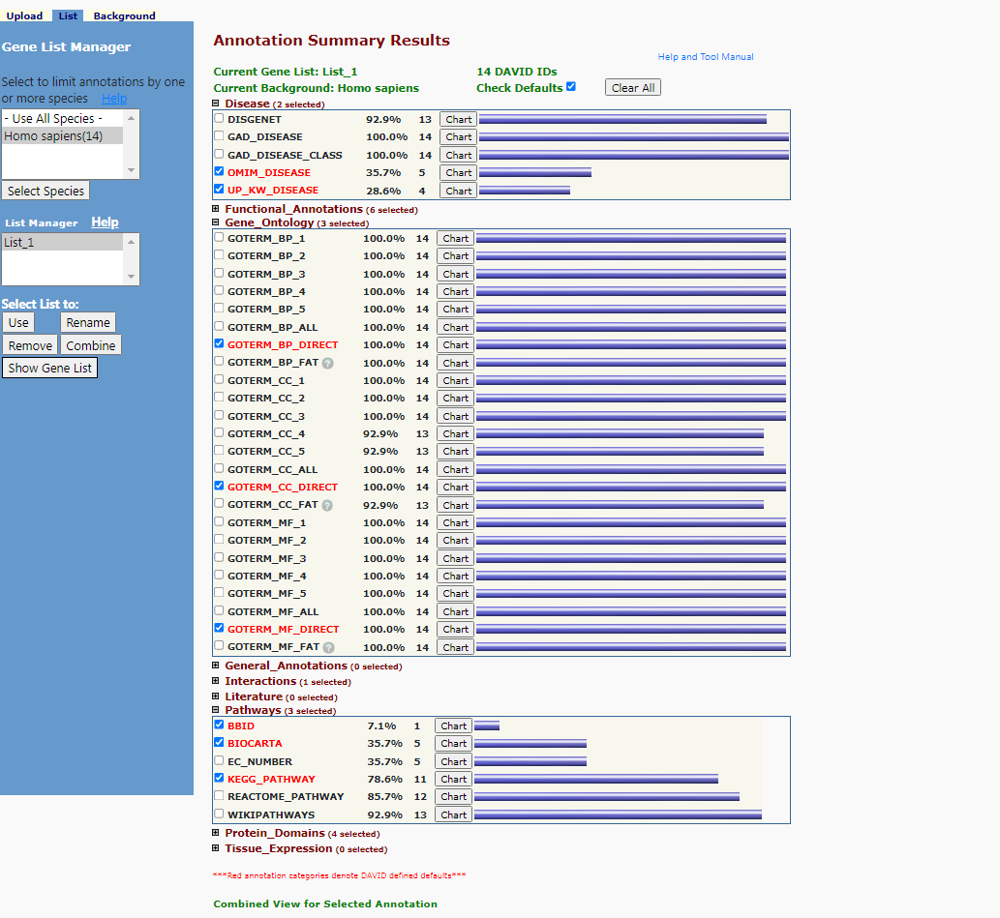 Upload List Background
Gene List Manager
Select to limit annotations by one
or more species Help
- Use All Species -
Homo sapiens(14)
Select Species
List Manager Help
List_1
Select List to:
Use Rename
Remove Combine
Show Gene List
Annotation Summary Results
Help and Tool Manual
Current Gene List: List_1 14 DAVID IDs
Current Background: Homo sapiens Check Defaults Clear All
Disease (2 selected)
DISGENET 92.9% 13 Chart
GAD_DISEASE 100.0% 14 Chart
GAD_DISEASE_CLASS 100.0% 14 Chart
OMIM_DISEASE 35.7% 5 Chart
UP_KW_DISEASE 28.6% 4 Chart
Functional_Annotations (6 selected)
Gene_Ontology (3 selected)
GOTERM_BP_1 100.0% 14 Chart
GOTERM_BP_2 100.0% 14 Chart
GOTERM_BP_3 100.0% 14 Chart
GOTERM_BP_4 100.0% 14 Chart
GOTERM_BP_5 100.0% 14 Chart
GOTERM_BP_ALL 100.0% 14 Chart
GOTERM_BP_DIRECT 100.0% 14 Chart
GOTERM_BP_FAT ? 100.0% 14 Chart
GOTERM_CC_1 100.0% 14 Chart
GOTERM_CC_2 100.0% 14 Chart
GOTERM_CC_3 100.0% 14 Chart
GOTERM_CC_4 92.9% 13 Chart
GOTERM_CC_5 92.9% 13 Chart
GOTERM_CC_ALL 100.0% 14 Chart
GOTERM_CC_DIRECT 100.0% 14 Chart
GOTERM_CC_FAT ? 92.9% 13 Chart
GOTERM_MF_1 100.0% 14 Chart
GOTERM_MF_2 100.0% 14 Chart
GOTERM_MF_3 100.0% 14 Chart
GOTERM_MF_4 100.0% 14 Chart
GOTERM_MF_5 100.0% 14 Chart
GOTERM_MF_ALL 100.0% 14 Chart
GOTERM_MF_DIRECT 100.0% 14 Chart
GOTERM_MF_FAT ? 100.0% 14 Chart
General_Annotations (0 selected)
Interactions (1 selected)
Literature (0 selected)
Pathways (3 selected)
BBID 7.1% 1 Chart
BIOCARTA 35.7% 5 Chart
EC_NUMBER 35.7% 5 Chart
KEGG_PATHWAY 78.6% 11 Chart
REACTOME_PATHWAY 85.7% 12 Chart
WIKIPATHWAYS 92.9% 13 Chart
Protein_Domains (4 selected)
Tissue_Expression (0 selected)
***Red annotation categories denote DAVID defined defaults***
Combined View for Selected Annotation